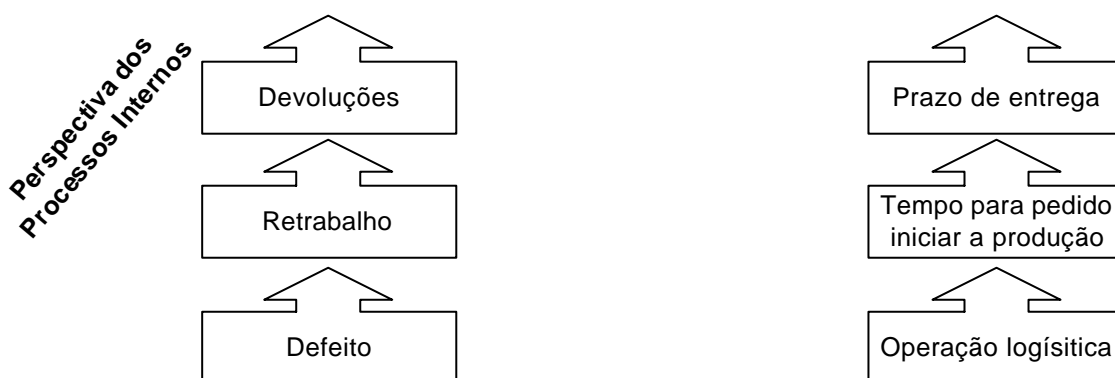 Perspectiva dos
Processos Internos
Devoluções
Prazo de entrega
Retrabalho
Tempo para pedido
iniciar a produção
Defeito
Operação logísitica